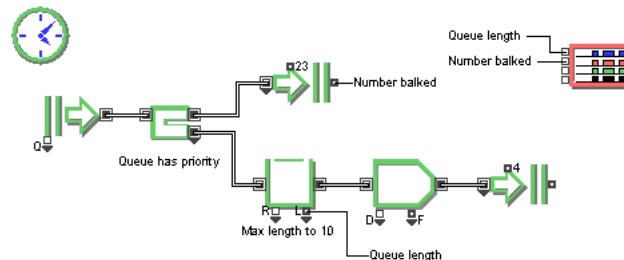 Queue length
23
Number balked
Number balked
Q
Queue has priority
4
R
L
D
F
Max length to 10
Queue length